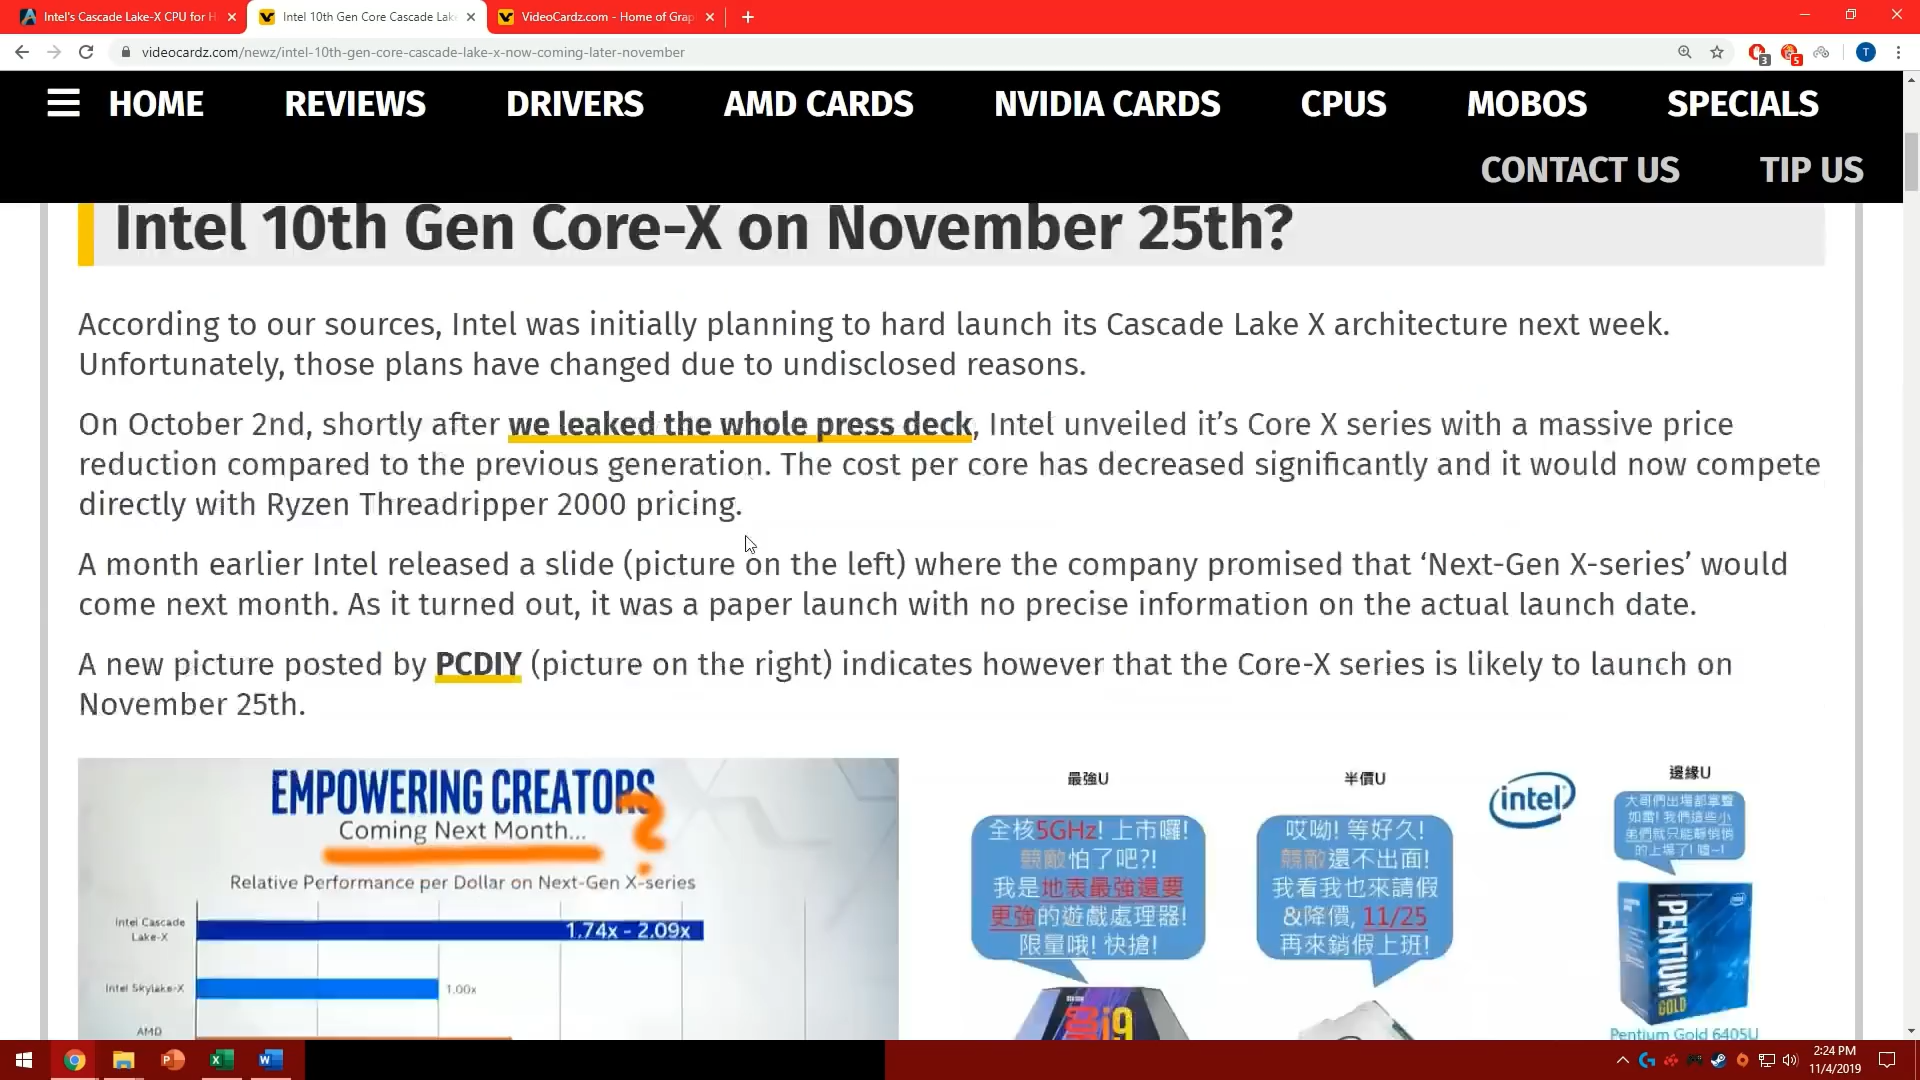 Intel's Cascade Lake-X CPU for H
Intel 10th Gen Core Cascade Lake
VideoCardz.com - Home of Grap
videocardz.com/newz/intel-10th-gen-core-cascade-lake-x-now-coming-later-november
3
5
T
HOME
REVIEWS
DRIVERS
AMD CARDS
NVIDIA CARDS
CPUS
MOBOS
SPECIALS
CONTACT US
TIP US
Intel 10th Gen Core-X on November 25th?
According to our sources, Intel was initially planning to hard launch its Cascade Lake X architecture next week.
Unfortunately, those plans have changed due to undisclosed reasons.
On October 2nd, shortly after we leaked the whole press deck, Intel unveiled it's Core X series with a massive price
reduction compared to the previous generation. The cost per core has decreased significantly and it would now compete
directly with Ryzen Threadripper 2000 pricing.
A month earlier Intel released a slide (picture on the left) where the company promised that ‘Next-Gen X-series’ would
come next month. As it turned out, it was a paper launch with no precise information on the actual launch date.
A new picture posted by PCDIY (picture on the right) indicates however that the Core-X series is likely to launch on
November 25th.
EMPOWERING CREATORS
Coming Next Month...
?
Relative Performance per Dollar on Next-Gen X-series
Intel Cascade
Lake-X
1.74x - 2.09x
Intel Skylake-X
1.00x
AMD
最強U
全核5GHz! 上市囉!
競敵怕了吧?!
我是地表最強還要
更強的遊戲處理器!
限量哦! 快搶!
i9
半價U
哎呦! 等好久!
競敵還不出面!
我看我也來請假
&降價, 11/25
再來銷假上班!
intel
邊緣U
大哥們出場都掌聲
如雷! 我們這些小
弟們就只能靜悄悄
的上場了! 噓~!
PENTIUM
GOLD
Pentium Gold 6405U
2:24 PM
11/4/2019